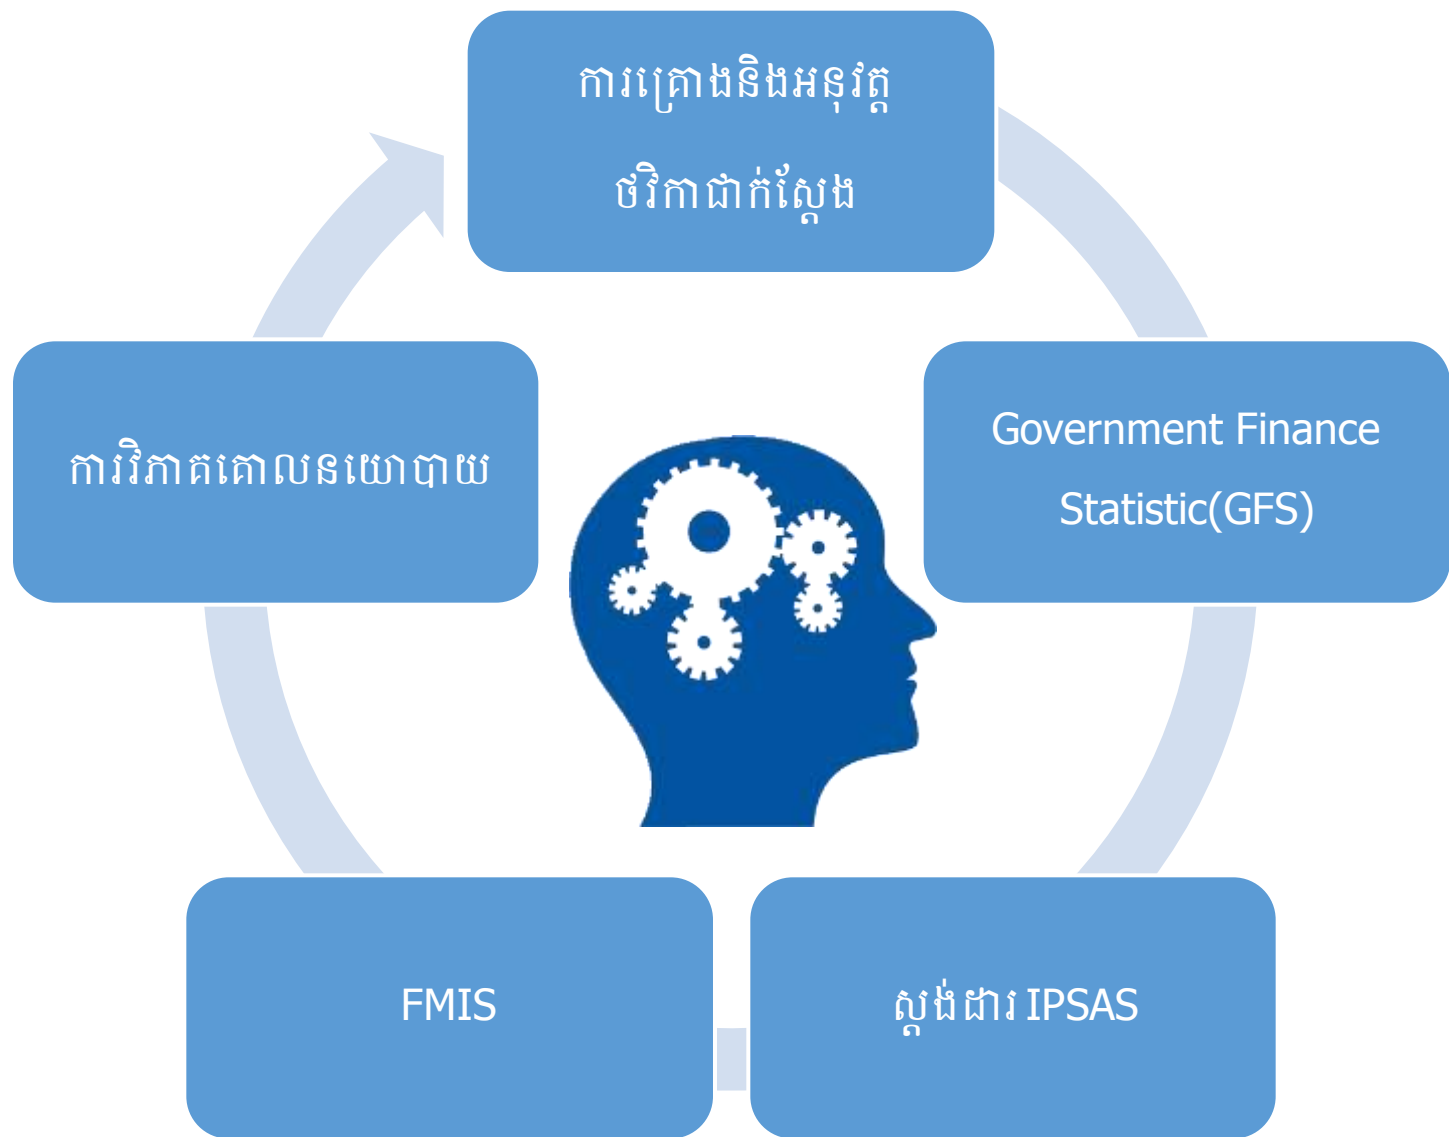 ការគ្រោងនិងអនុវត្ត
ថវិកាជាក់ស្តែង
Government Finance
Statistic(GFS)
ស្តង់ដារ IPSAS
FMIS
ការវិភាគគោលនយោបាយ